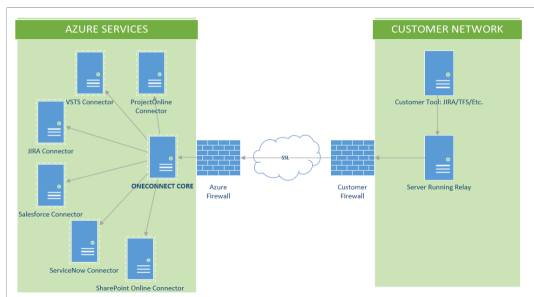 AZURE SERVICES
CUSTOMER NETWORK
VSTS Connector
ProjectOnline
Connector
Customer Tool: JIRA/TFS/Etc.
JIRA Connector
SSL
ONECONNECT CORE
Azure
Firewall
Customer
Firewall
Server Running Relay
Salesforce Connector
ServiceNow Connector
SharePoint Online Connector